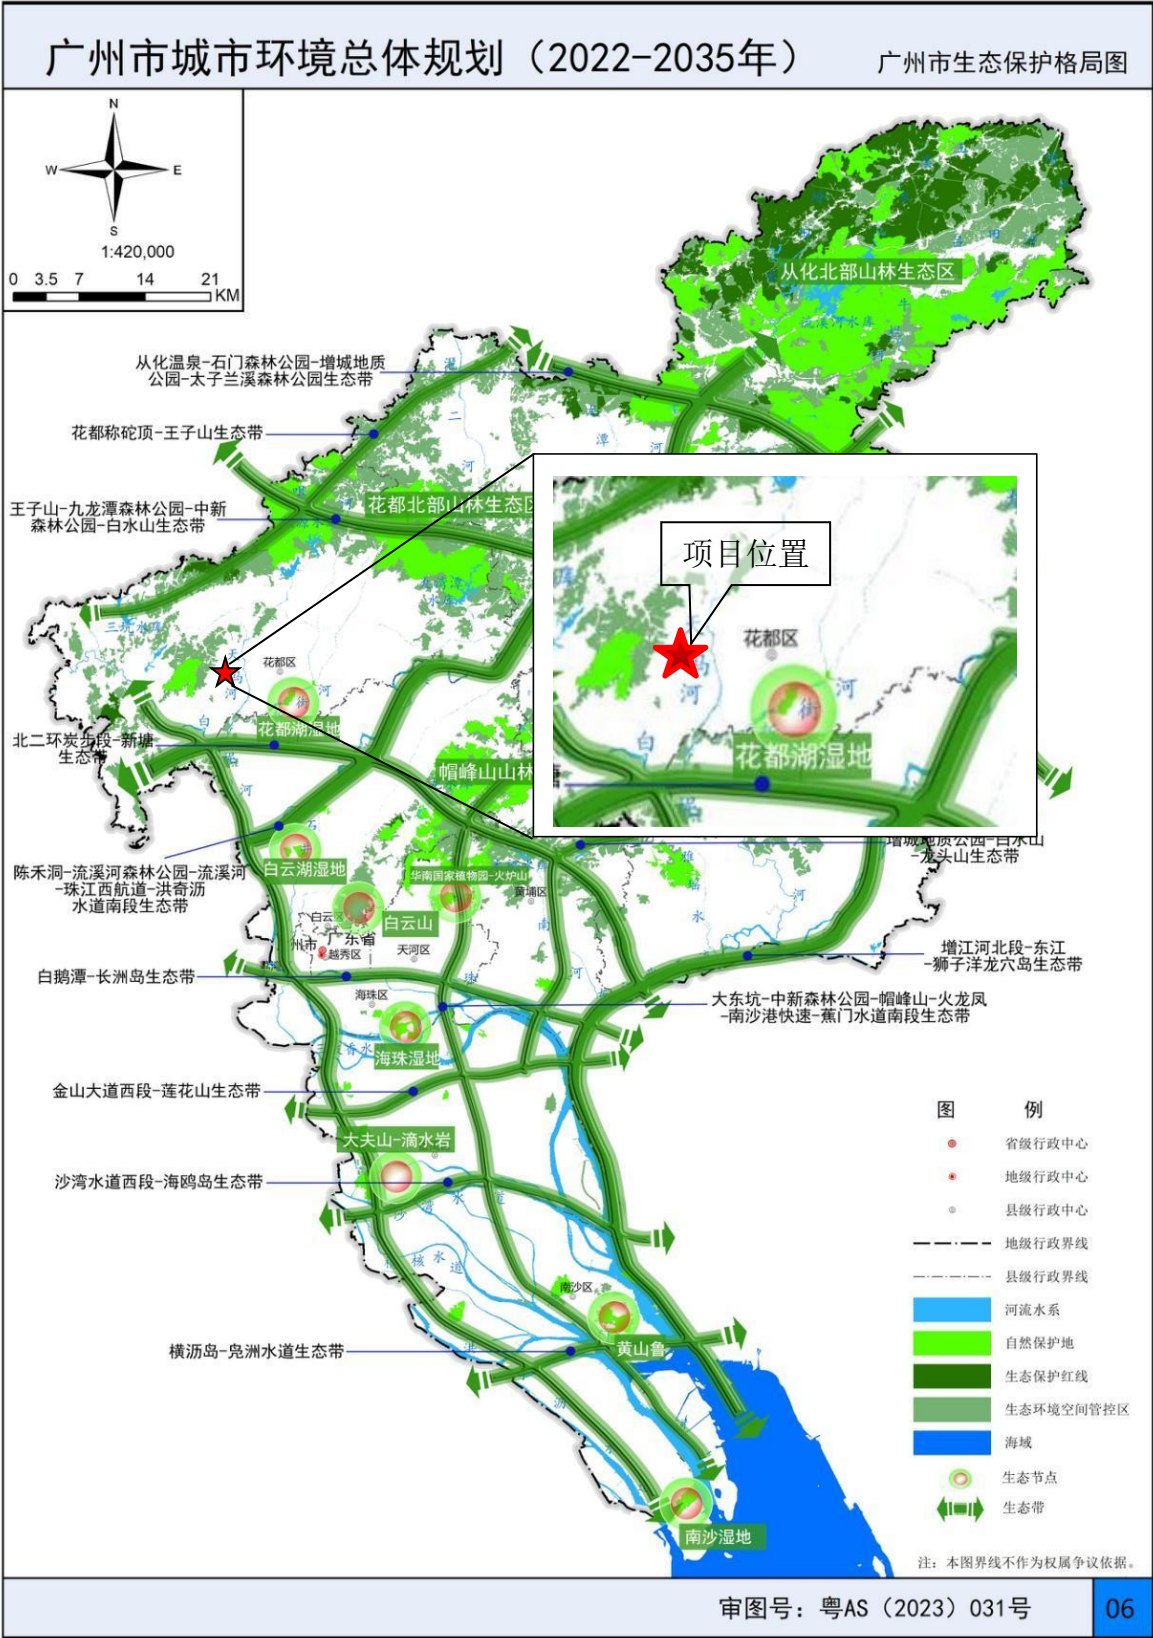 广州市城市环境总体规划（2022-2035年）
广州市生态保护格局图
N
W
E
S
1:420,000
0 3.5 7 14 21
KM
从化北部山林生态区
流溪河水库
从化温泉-石门森林公园-增城地质
公园-太子兰溪森林公园生态带
花都称砣顶-王子山生态带
王子山-九龙潭森林公园-中新
森林公园-白水山生态带
花都北部山林生态区
三坑水库
项目位置
花都区
花都湖湿地
花都区
花都湖湿地
北二环炭步段-新塘
生态带
帽峰山山林
增城地质公园-白水山
-龙头山生态带
陈禾洞-流溪河森林公园-流溪河
-珠江西航道-洪奇沥
水道南段生态带
白云湖湿地
华南国家植物园-火炉山
黄埔区
白云区
白云山
州市
广东省
越秀区
天河区
增江河北段-东江
-狮子洋龙穴岛生态带
白鹅潭-长洲岛生态带
海珠区
大东坑-中新森林公园-帽峰山-火龙凤
-南沙港快速-蕉门水道南段生态带
海珠湿地
金山大道西段-莲花山生态带
大夫山-滴水岩
沙湾水道西段-海鸥岛生态带
南沙区
黄山鲁
横沥岛-凫洲水道生态带
南沙湿地
图 例
省级行政中心
地级行政中心
县级行政中心
地级行政界线
县级行政界线
河流水系
自然保护地
生态保护红线
生态环境空间管控区
海域
生态节点
生态带
注：本图界线不作为权属争议依据。
审图号：粤AS（2023）031号
06